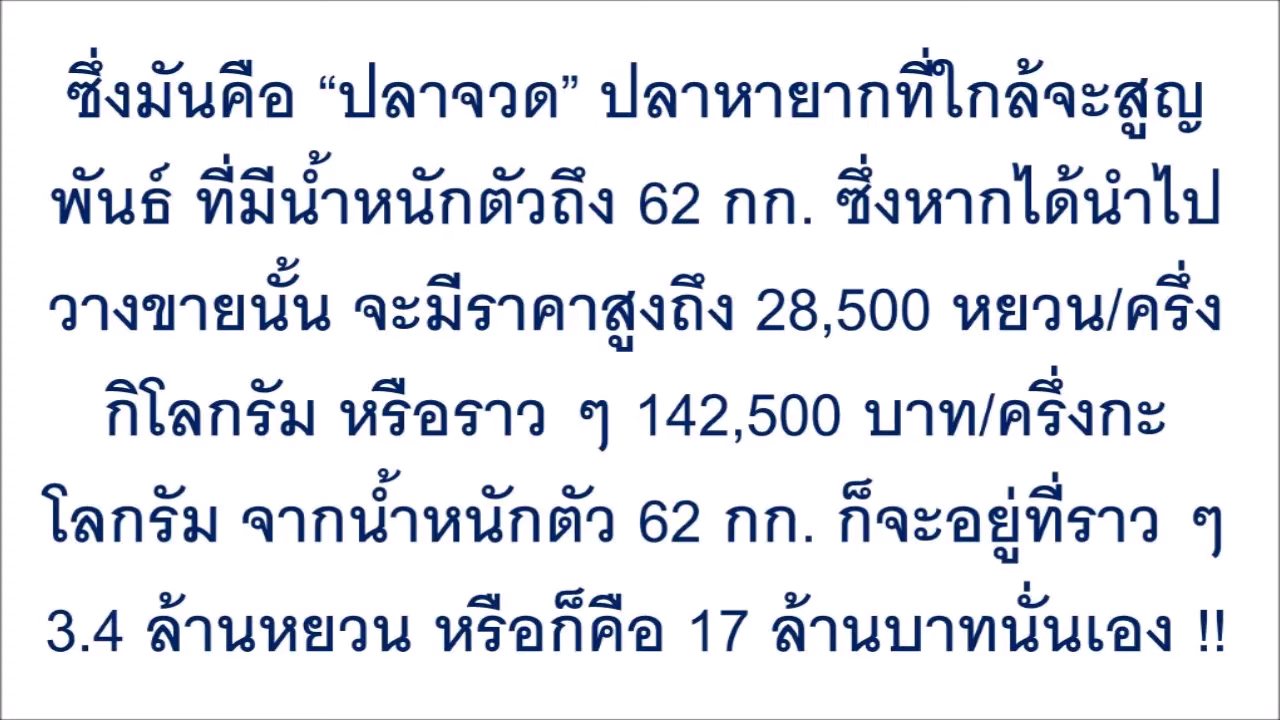 ซึ่งมันคือ “ปลาจวด” ปลาหายากที่ใกล้จะสูญ
พันธ์ ที่มีน้ำหนักตัวถึง 62 กก. ซึ่งหากได้นำไป
วางขายนั้น จะมีราคาสูงถึง 28,500 หยวน/ครึ่ง
กิโลกรัม หรือราว ๆ 142,500 บาท/ครึ่งกะ
โลกรัม จากน้ำหนักตัว 62 กก. ก็จะอยู่ที่ราว ๆ
3.4 ล้านหยวน หรือก็คือ 17 ล้านบาทนั่นเอง !!